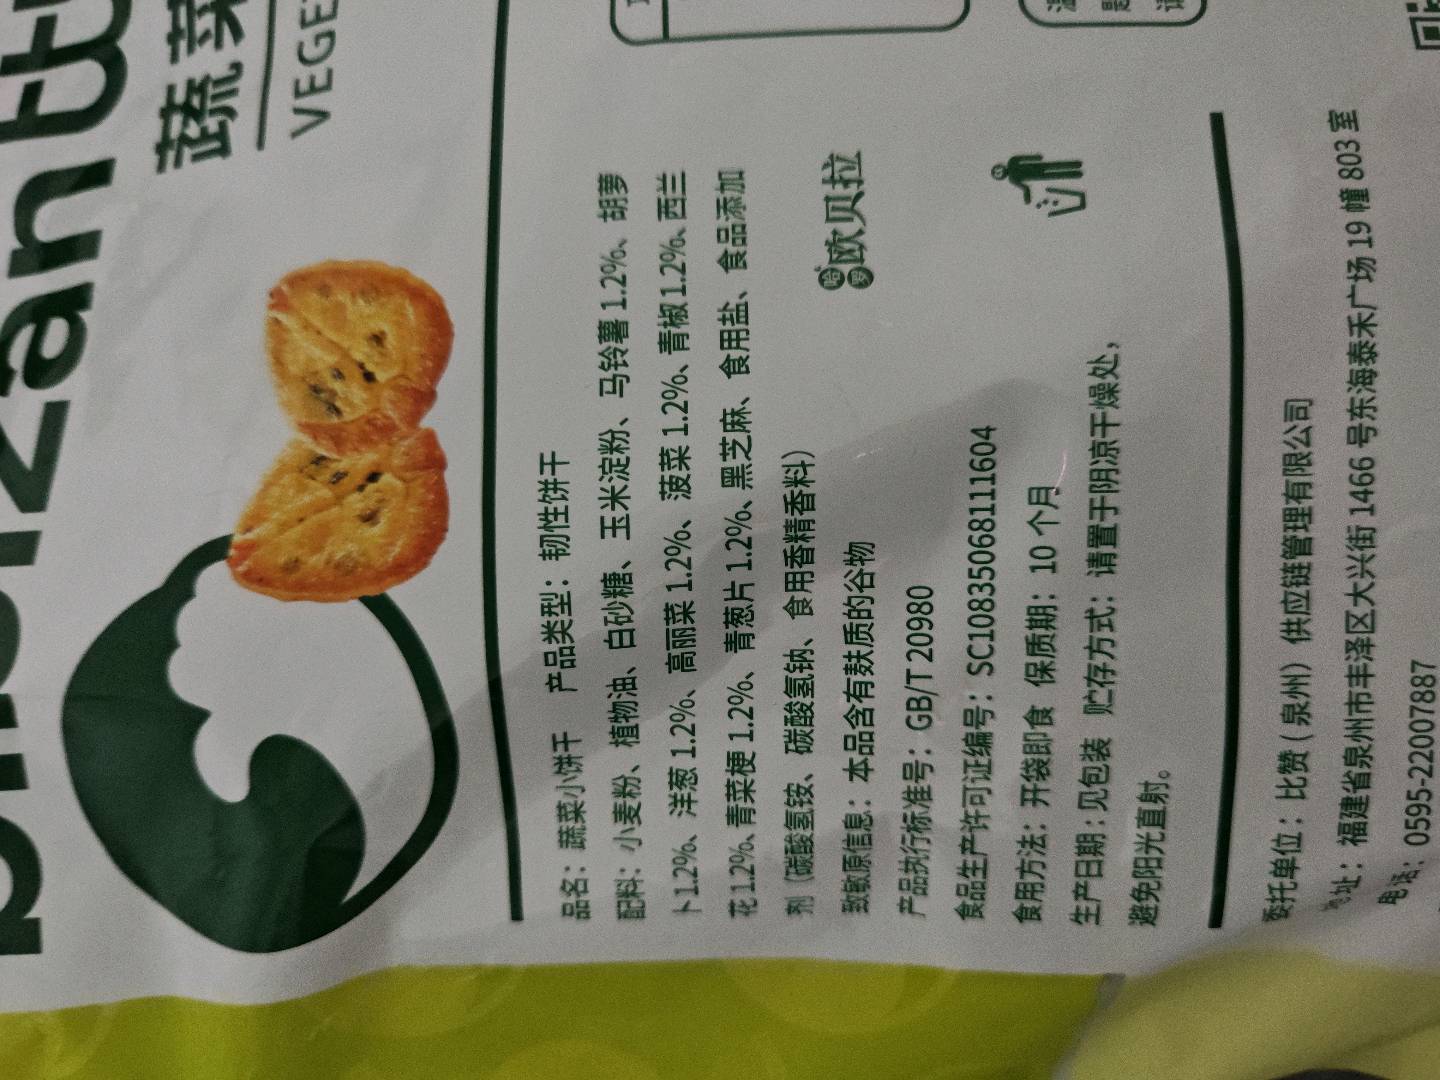 蔬菜
VEGE
品名：蔬菜小饼干 产品类型：韧性饼干
配料：小麦粉、植物油、白砂糖、玉米淀粉、马铃薯 1.2%、胡萝
卜 1.2%、洋葱 1.2%、高丽菜 1.2%、菠菜 1.2%、青椒 1.2%、西兰
花 1.2%、青菜梗 1.2%、青葱片 1.2%、黑芝麻、食用盐、食品添加
剂（碳酸氢铵、碳酸氢钠、食用香精香料）
致敏原信息：本品含有麸质的谷物
哈罗欧贝拉
产品执行标准号：GB/T 20980
食品生产许可证编号：SC10835068111604
食用方法：开袋即食 保质期：10 个月
生产日期：见包装 贮存方式：请置于阴凉干燥处，
避免阳光直射。
委托单位：比赞（泉州）供应链管理有限公司
地址：福建省泉州市丰泽区大兴街 1466 号东海泰禾广场 19 幢 803 室
电话：0595-22007887